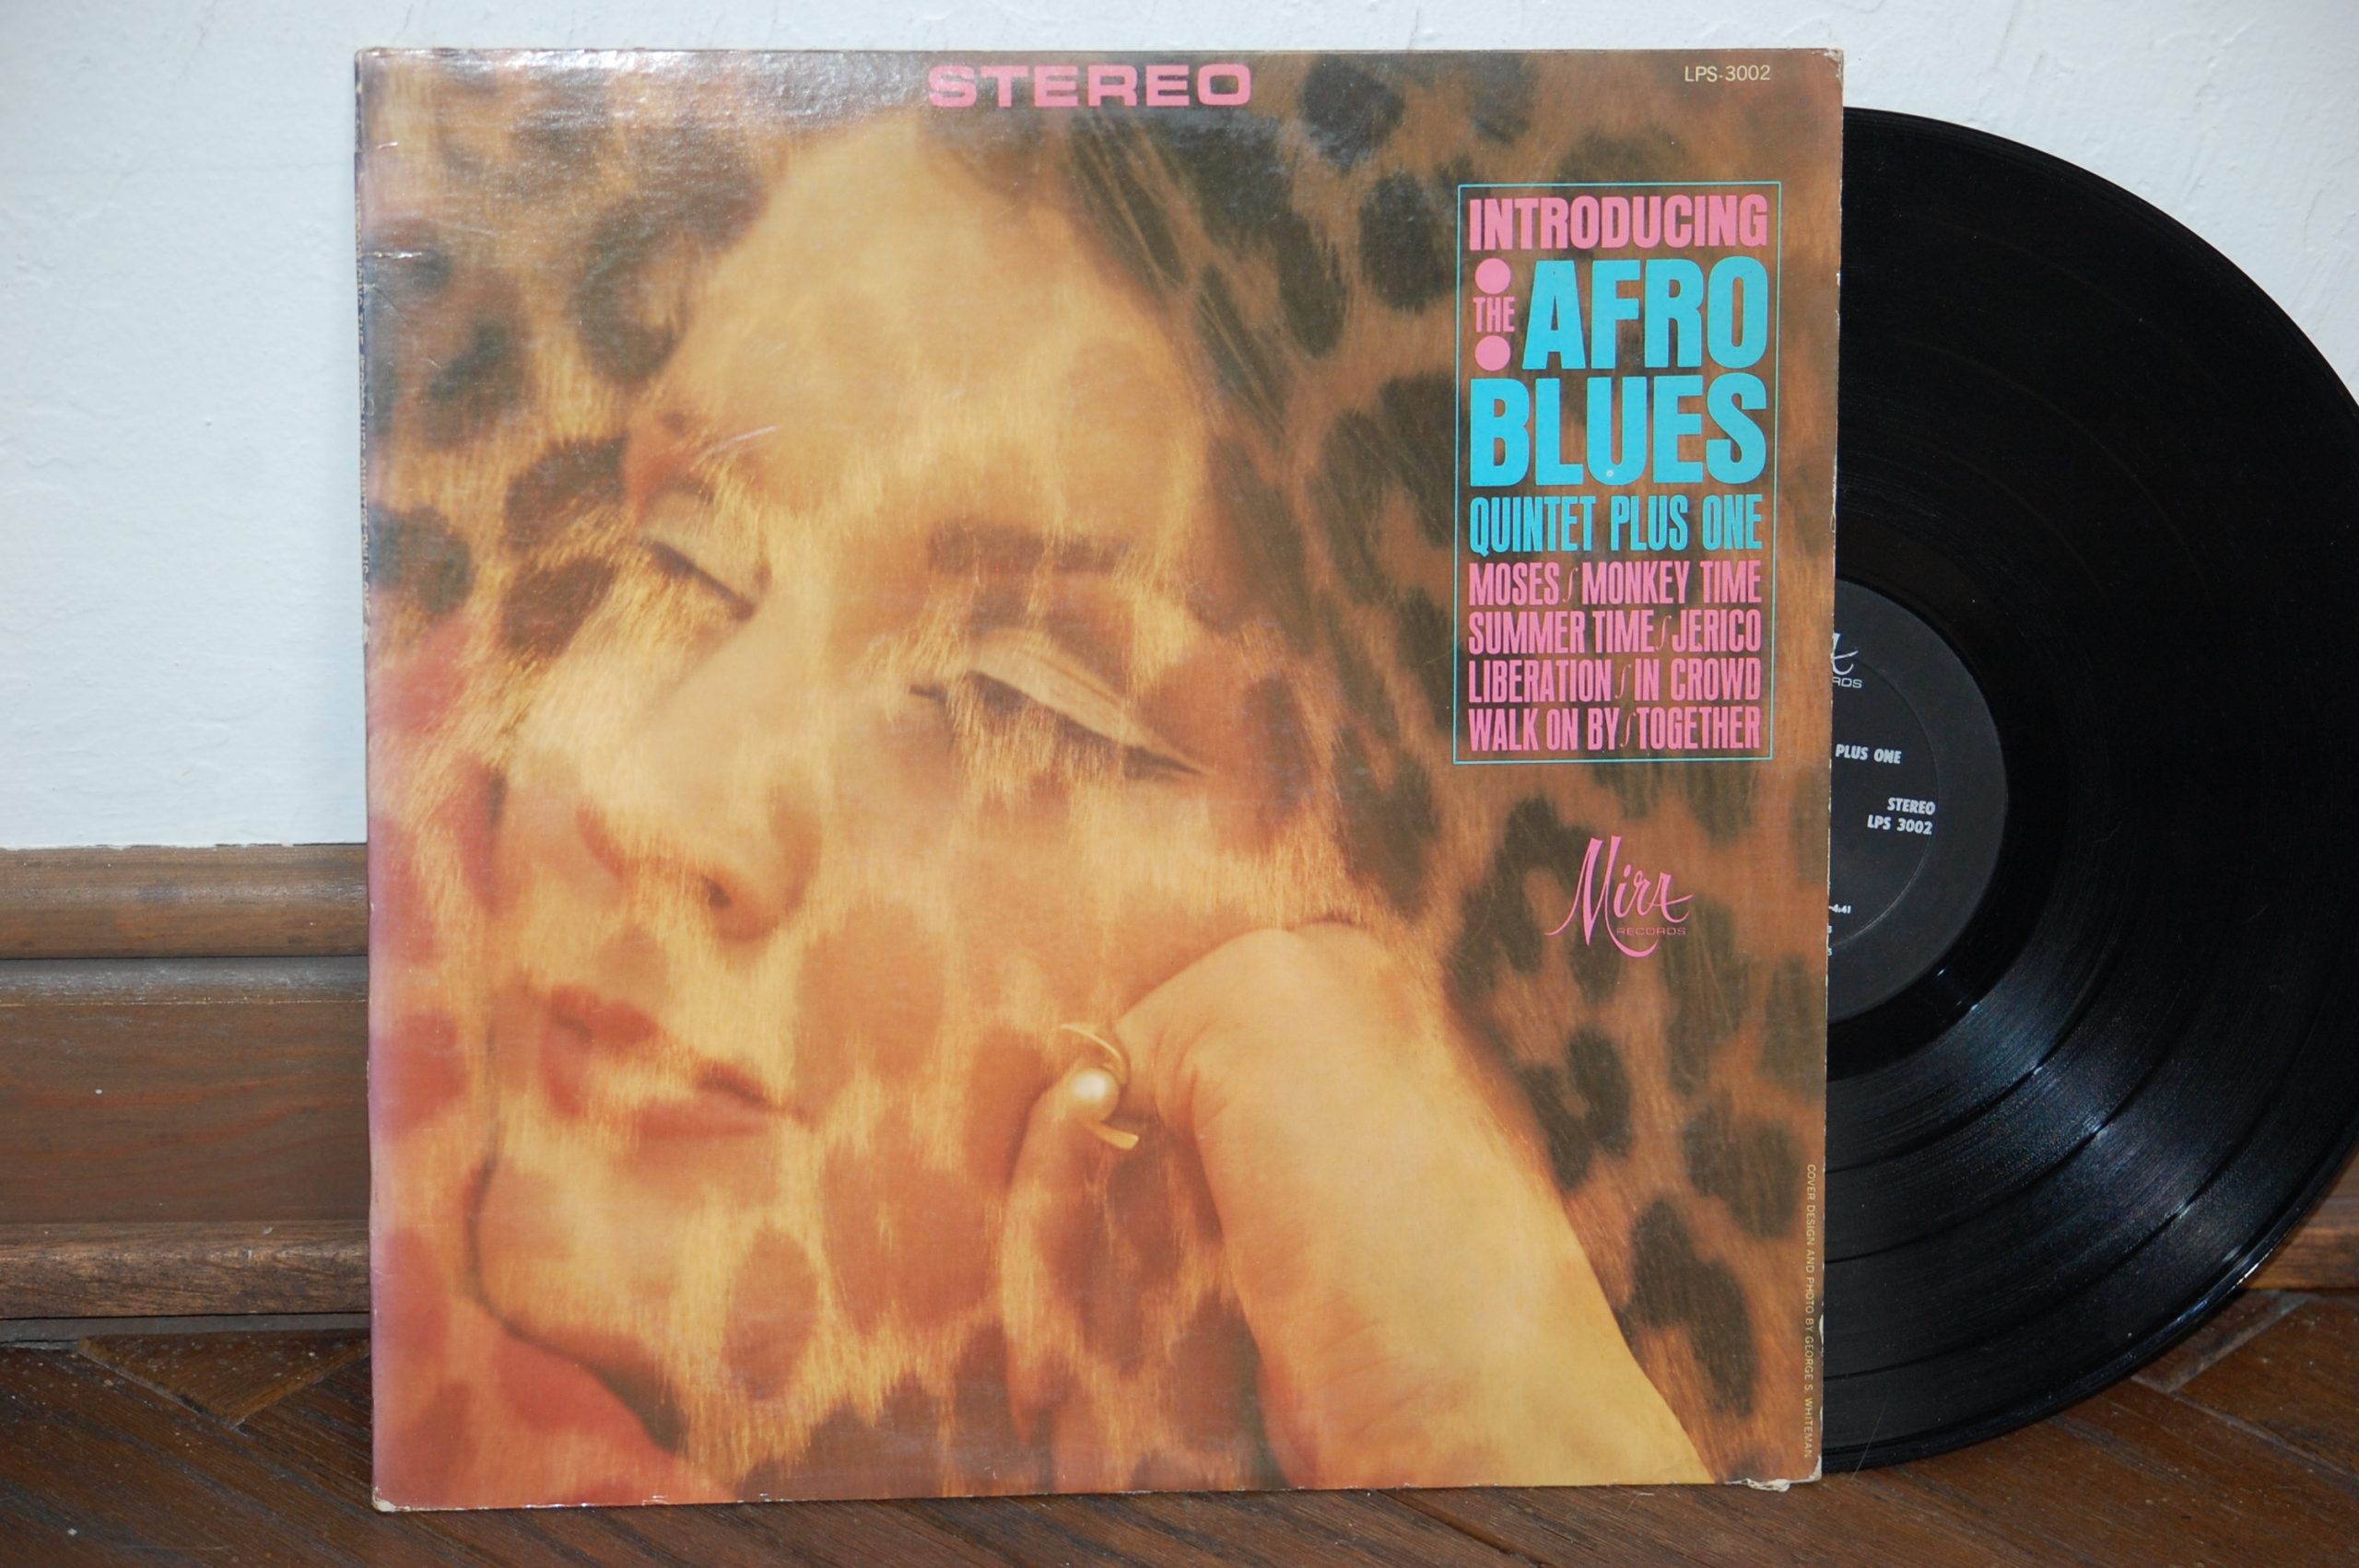 STEREO
LPS-3002
INTRODUCING
THE AFRO
BLUES
QUINTET PLUS ONE
MOSES ∫ MONKEY TIME
SUMMER TIME ∫ JERICO
LIBERATION ∫ IN CROWD
WALK ON BY ∫ TOGETHER
Mira
RECORDS
COVER DESIGN AND PHOTO BY GEORGE S. WHITEMAN
PLUS ONE
STEREO
LPS 3002